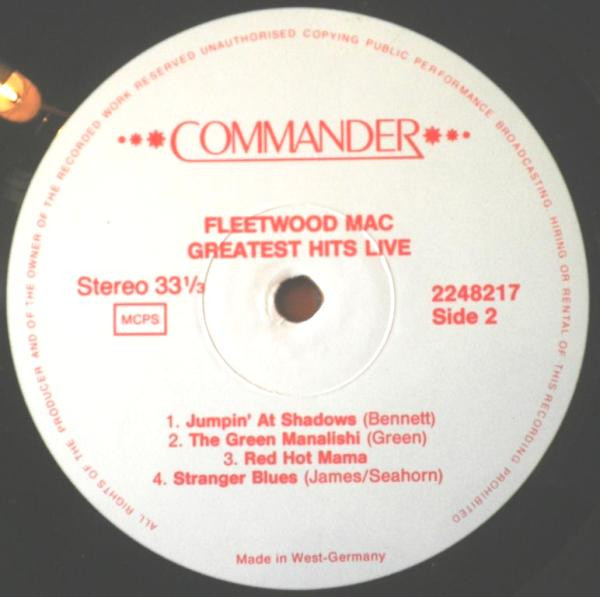 ALL RIGHTS OF THE PRODUCER AND OF THE OWNER OF THE RECORDED WORK RESERVED UNAUTHORISED COPYING PUBLIC PERFORMANCE BROADCASTING, HIRING OR RENTAL OF THIS RECORDING PROHIBITED
COMMANDER
FLEETWOOD MAC
GREATEST HITS LIVE
Stereo 33 1/3
MCPS
2248217
Side 2
1. Jumpin' At Shadows (Bennett)
2. The Green Manalishi (Green)
3. Red Hot Mama
4. Stranger Blues (James/Seahorn)
Made in West-Germany